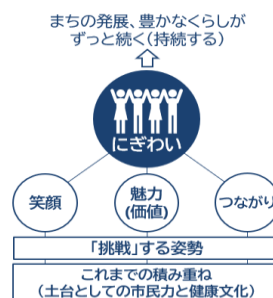 まちの発展、豊かなくらしが
ずっと続く(持続する)
にぎわい
笑顔
魅力
(価値)
つながり
「挑戦」する姿勢
これまでの積み重ね
(土台としての市民力と健康文化)